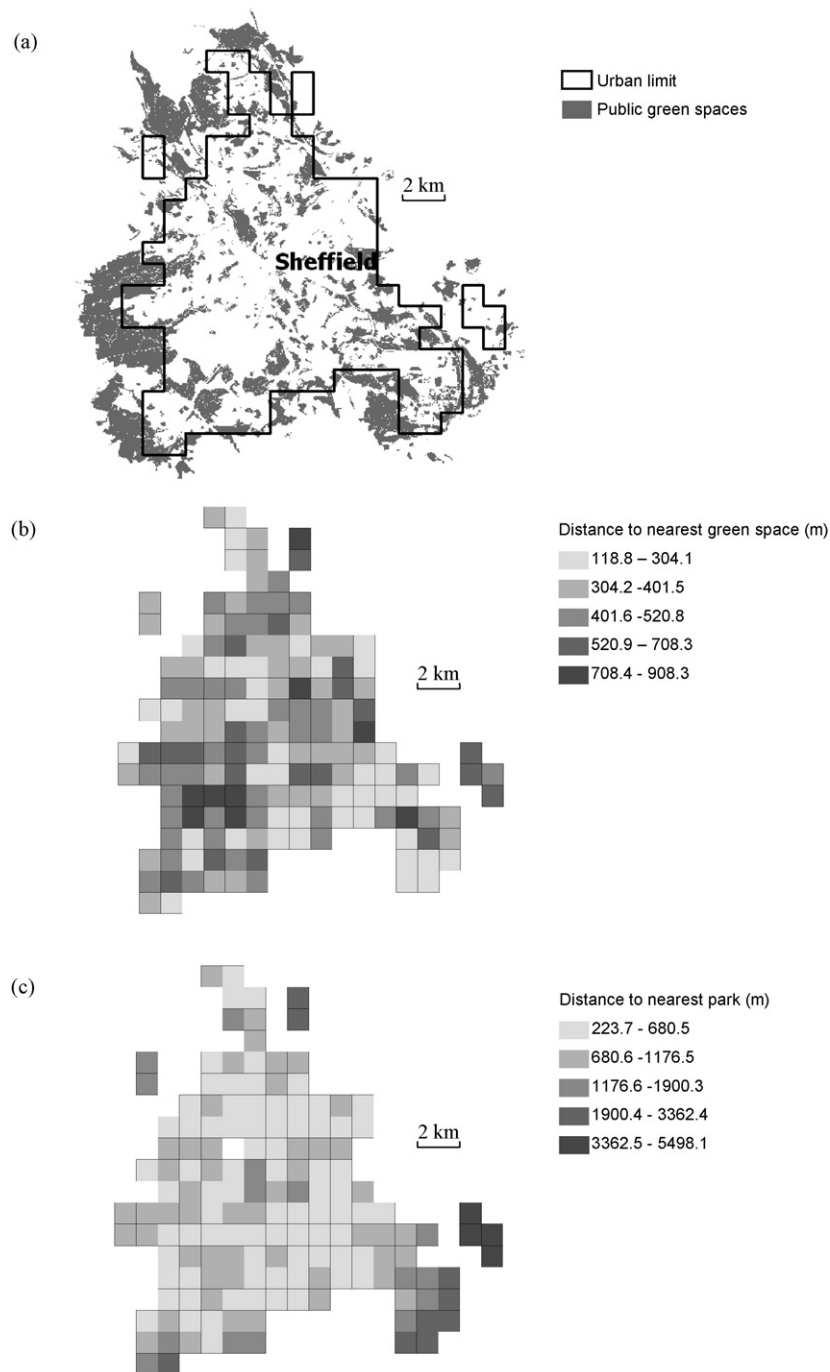 (a)
Urban limit
Public green spaces
2 km
Sheffield
(b)
Distance to nearest green space (m)
118.8 – 304.1
304.2 -401.5
401.6 -520.8
520.9 – 708.3
708.4 - 908.3
2 km
(c)
Distance to nearest park (m)
223.7 - 680.5
680.6 -1176.5
1176.6 -1900.3
1900.4 - 3362.4
3362.5 - 5498.1
2 km